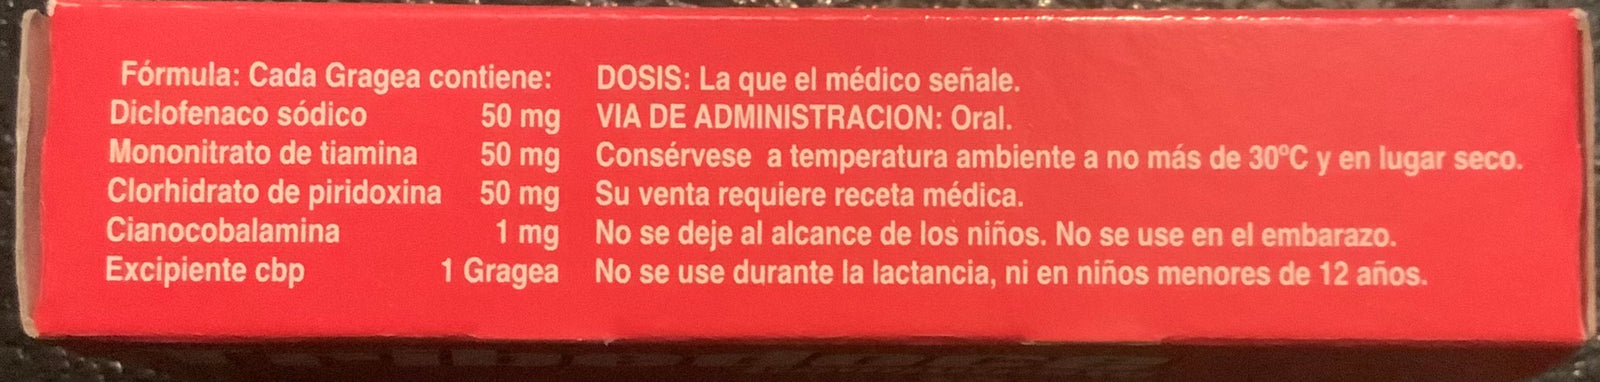 Fórmula: Cada Gragea contiene:
Diclofenaco sódico 50 mg
Mononitrato de tiamina 50 mg
Clorhidrato de piridoxina 50 mg
Cianocobalamina 1 mg
Excipiente cbp 1 Gragea
DOSIS: La que el médico señale.
VIA DE ADMINISTRACION: Oral.
Consérvese a temperatura ambiente a no más de 30ºC y en lugar seco.
Su venta requiere receta médica.
No se deje al alcance de los niños. No se use en el embarazo.
No se use durante la lactancia, ni en niños menores de 12 años.